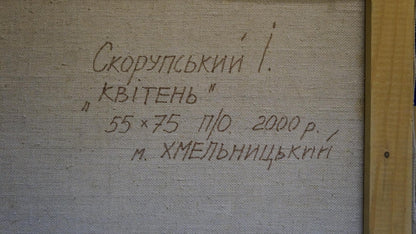 Скорупський І.
„КВІТЕНЬ"
55×75 П/О 2000 р.
м. ХМЕЛЬНИЦЬКИЙ